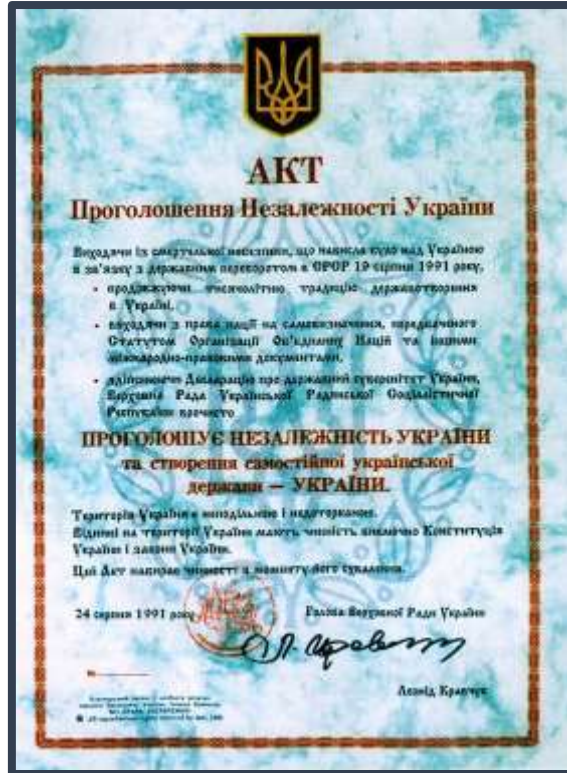 АКТ
Проголошення Незалежності України
Виходячи із смертельної небезпеки, що нависла була над Україною
в зв'язку з державним переворотом в СРСР 19 серпня 1991 року,
• продовжуючи тисячолітню традицію державотворення
в Україні,
• виходячи з права нації на самовизначення, передбаченого
Статутом Організації Об'єднаних Націй та іншими
міжнародно-правовими документами,
• здійснюючи Декларацію про державний суверенітет України,
Верховна Рада Української Радянської Соціалістичної
Республіки урочисто
ПРОГОЛОШУЄ НЕЗАЛЕЖНІСТЬ УКРАЇНИ
та створення самостійної української
держави — УКРАЇНИ.
Територія України є неподільною і недоторканою.
Віднині на території України мають чинність виключно Конституція
України і закони України.
Цей Акт набирає чинності з моменту його схвалення.
24 серпня 1991 року
Голова Верховної Ради України
Леонід Кравчук